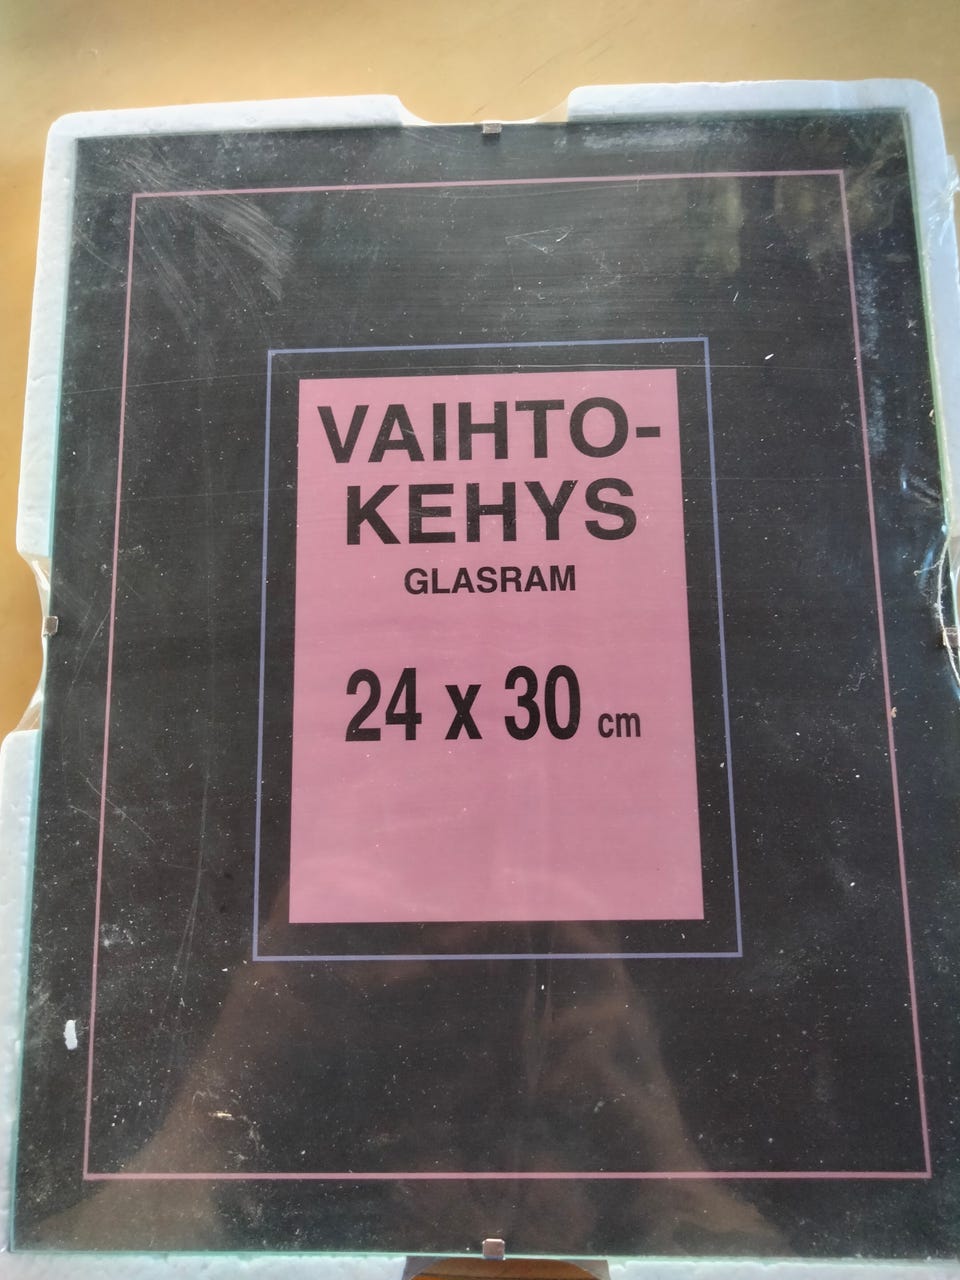 VAIHTO-
KEHYS
GLASRAM
24 x 30 cm